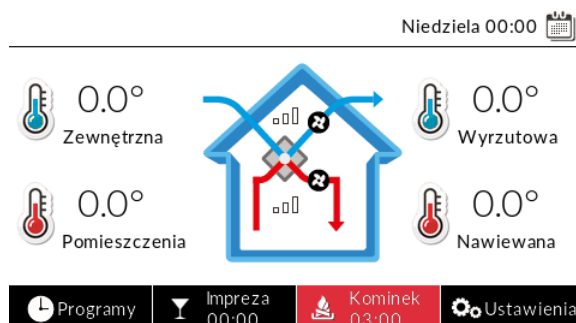 Niedziela 00:00
0.0°
Zewnętrzna
0.0°
Wyrzutowa
0.0°
Pomieszczenia
0.0°
Nawiewana
Programy
Impreza
00:00
Kominek
03:00
Ustawienia